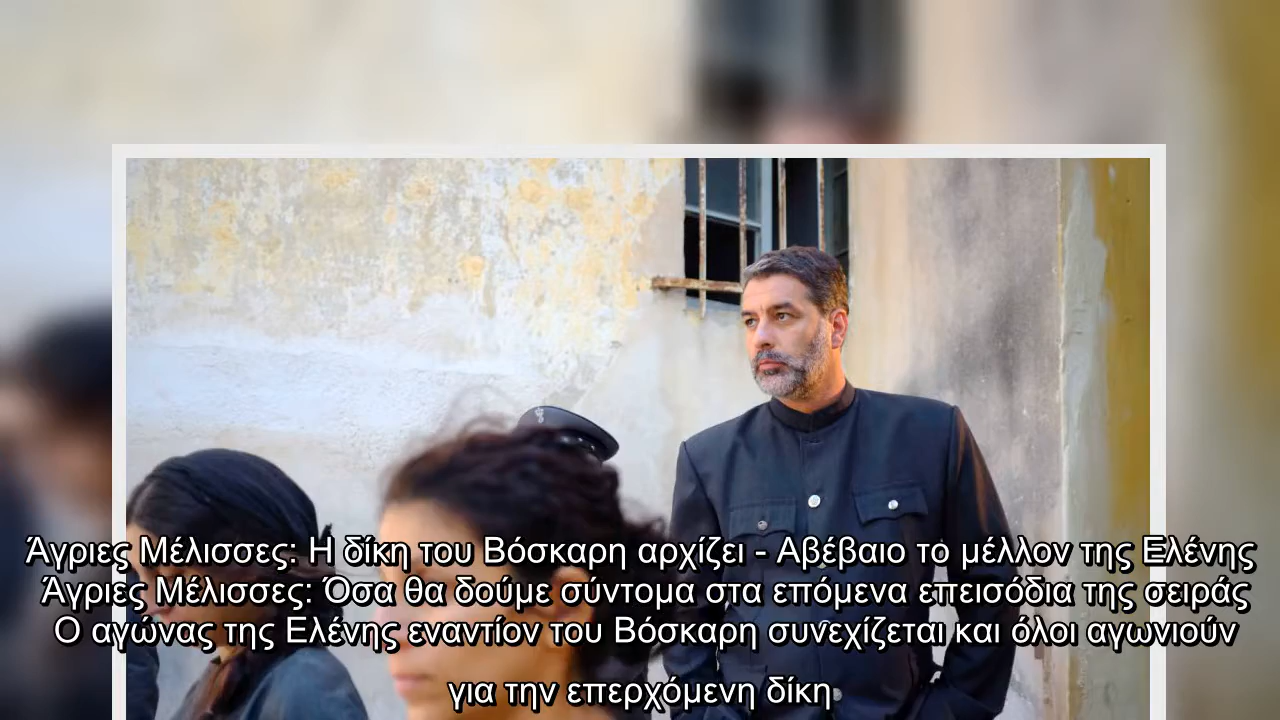 Άγριες Μέλισσες: Η δίκη του Βόσκαρη αρχίζει - Αβέβαιο το μέλλον της Ελένης
Άγριες Μέλισσες: Όσα θα δούμε σύντομα στα επόμενα επεισόδια της σειράς
Ο αγώνας της Ελένης εναντίον του Βόσκαρη συνεχίζεται και όλοι αγωνιούν
για την επερχόμενη δίκη.